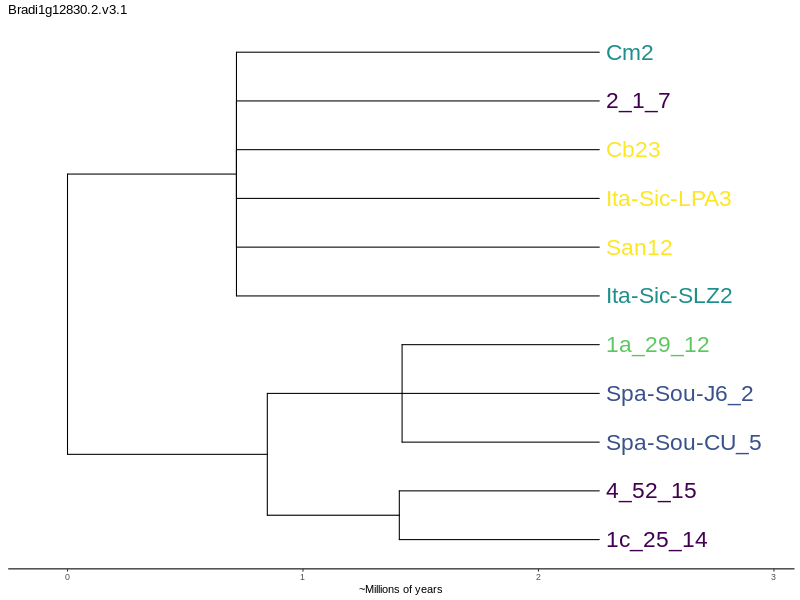 Bradi1g12830.2.v3.1
Cm2
2_1_7
Cb23
Ita-Sic-LPA3
San12
Ita-Sic-SLZ2
1a_29_12
Spa-Sou-J6_2
Spa-Sou-CU_5
4_52_15
1c_25_14
0 1 2 3
~Millions of years